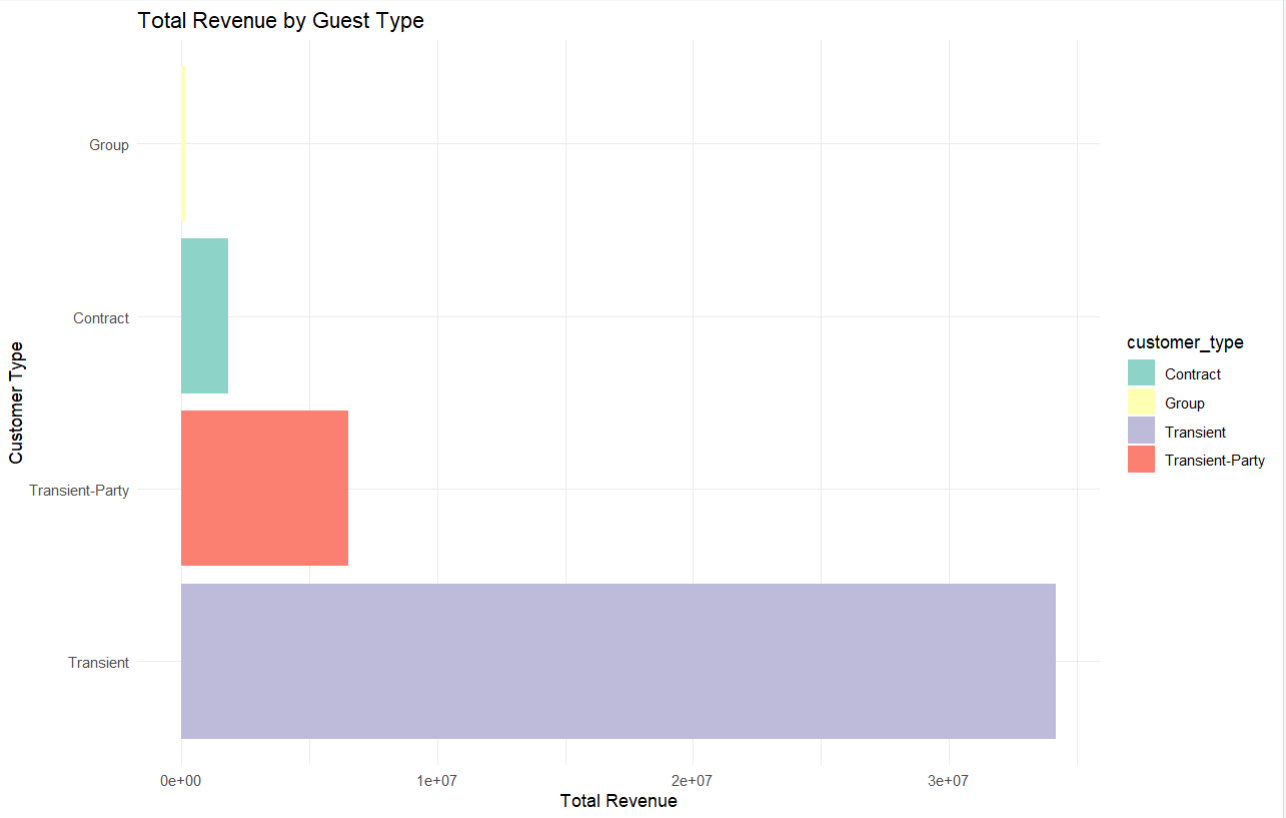 Total Revenue by Guest Type
Group
Contract
Transient-Party
Transient
Customer Type
0e+00 1e+07 2e+07 3e+07
Total Revenue
customer_type
Contract
Group
Transient
Transient-Party